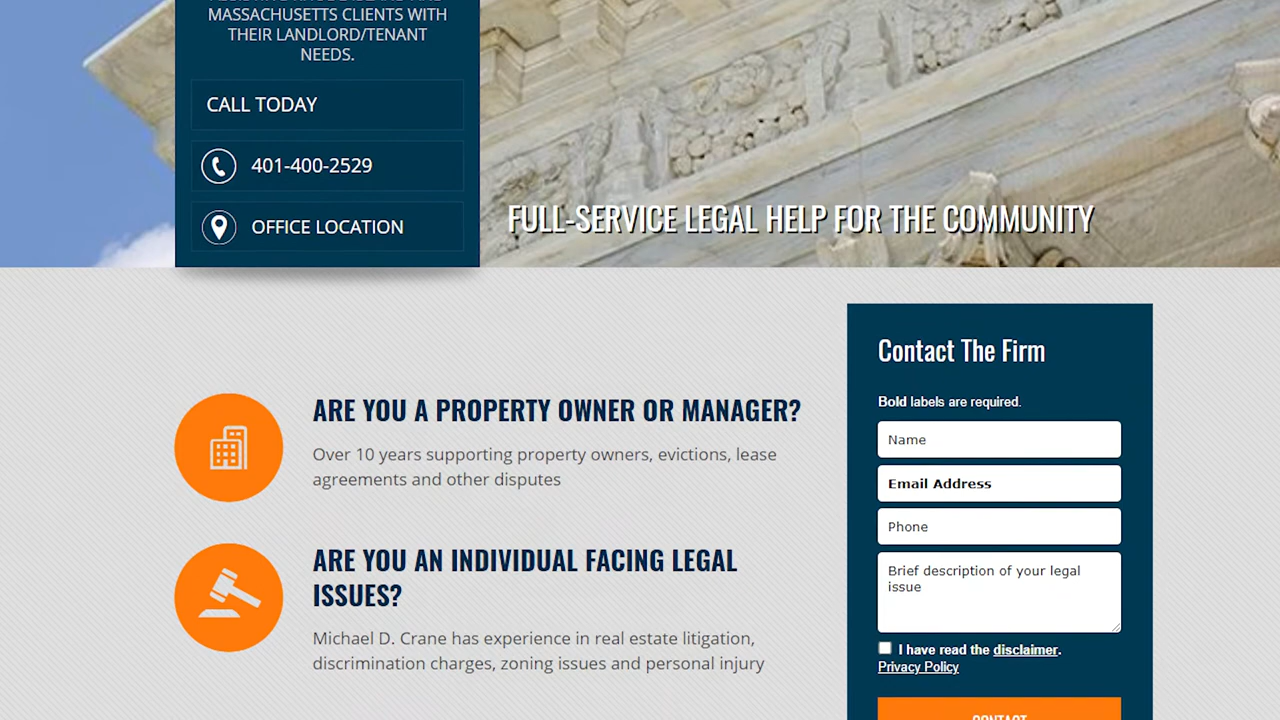 MASSACHUSETTS CLIENTS WITH
THEIR LANDLORD/TENANT
NEEDS.
CALL TODAY
401-400-2529
OFFICE LOCATION
FULL-SERVICE LEGAL HELP FOR THE COMMUNITY
ARE YOU A PROPERTY OWNER OR MANAGER?
Over 10 years supporting property owners, evictions, lease
agreements and other disputes
ARE YOU AN INDIVIDUAL FACING LEGAL
ISSUES?
Michael D. Crane has experience in real estate litigation,
discrimination charges, zoning issues and personal injury
Contact The Firm
Bold labels are required.
Name
Email Address
Phone
Brief description of your legal
issue
I have read the disclaimer.
Privacy Policy
CONTACT